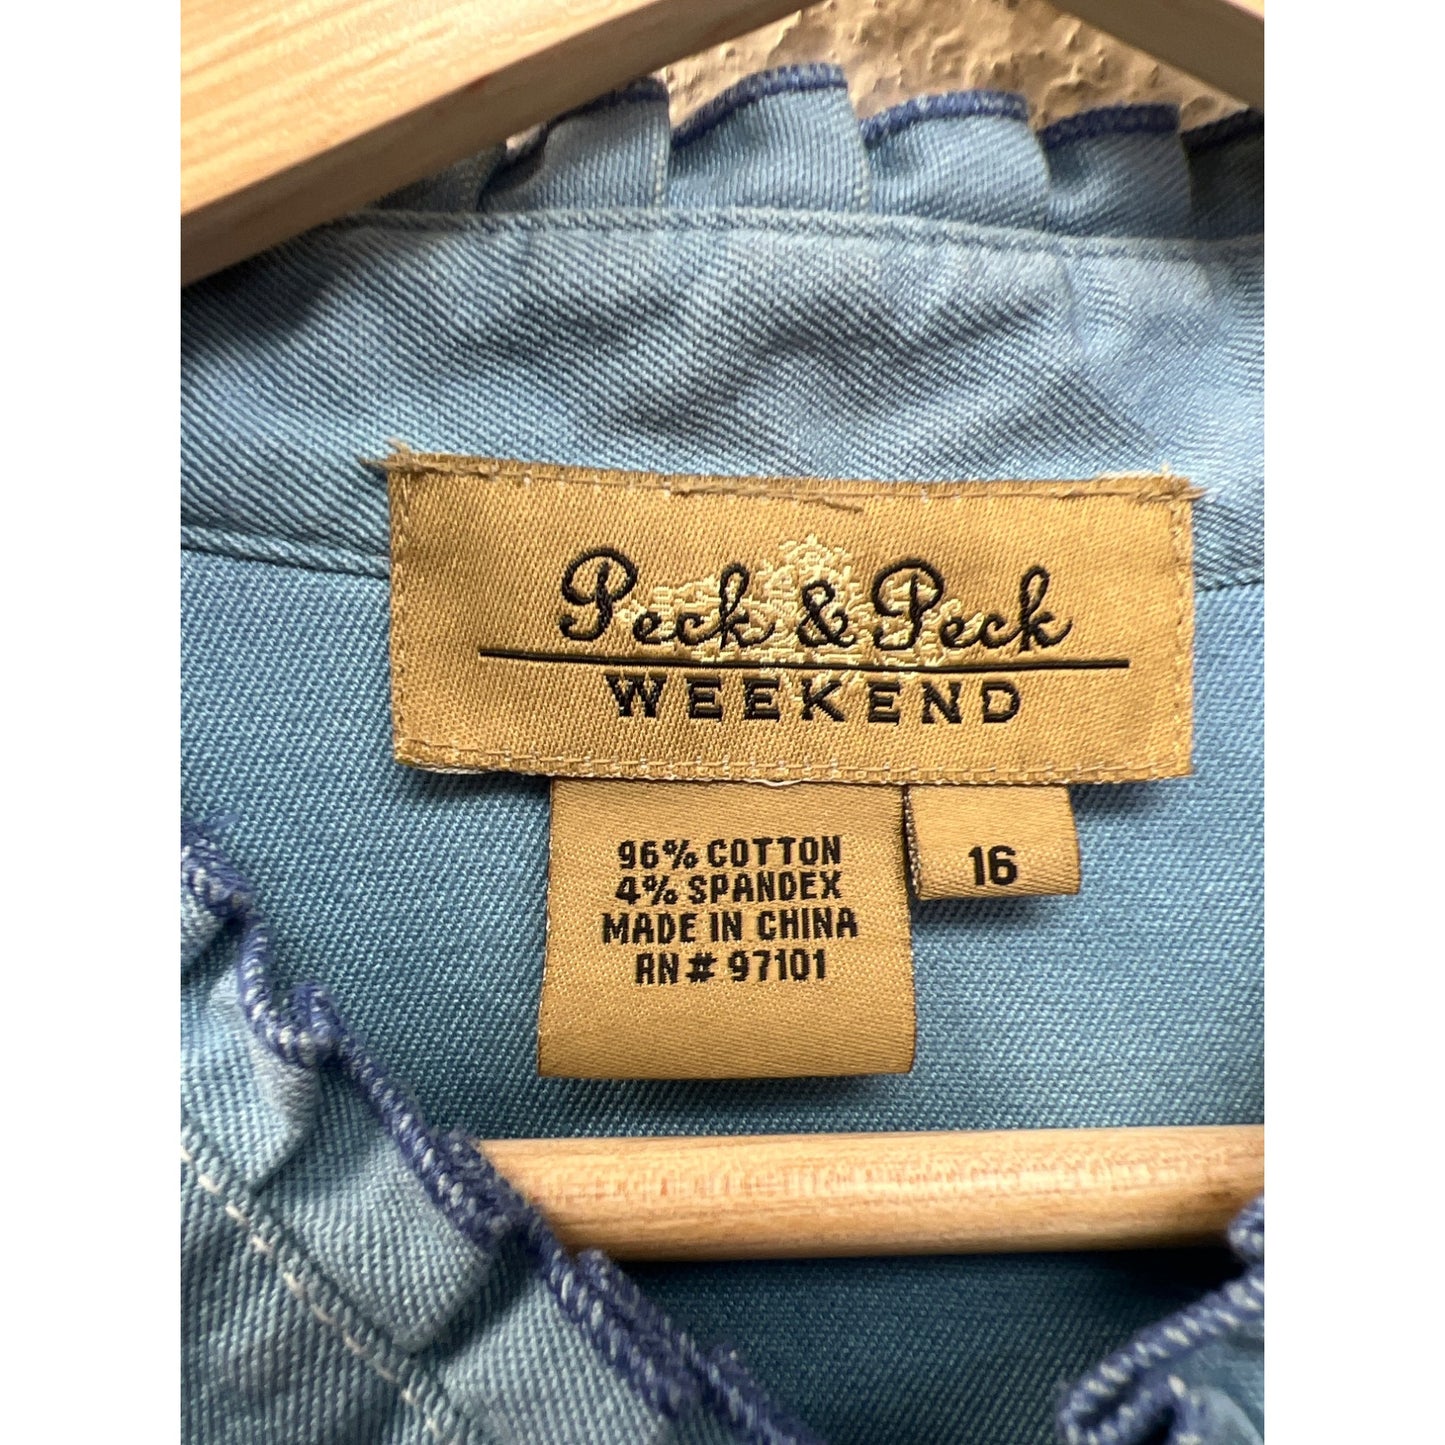 Peck & Peck
WEEKEND
96% COTTON
4% SPANDEX
MADE IN CHINA
RN# 97101
16